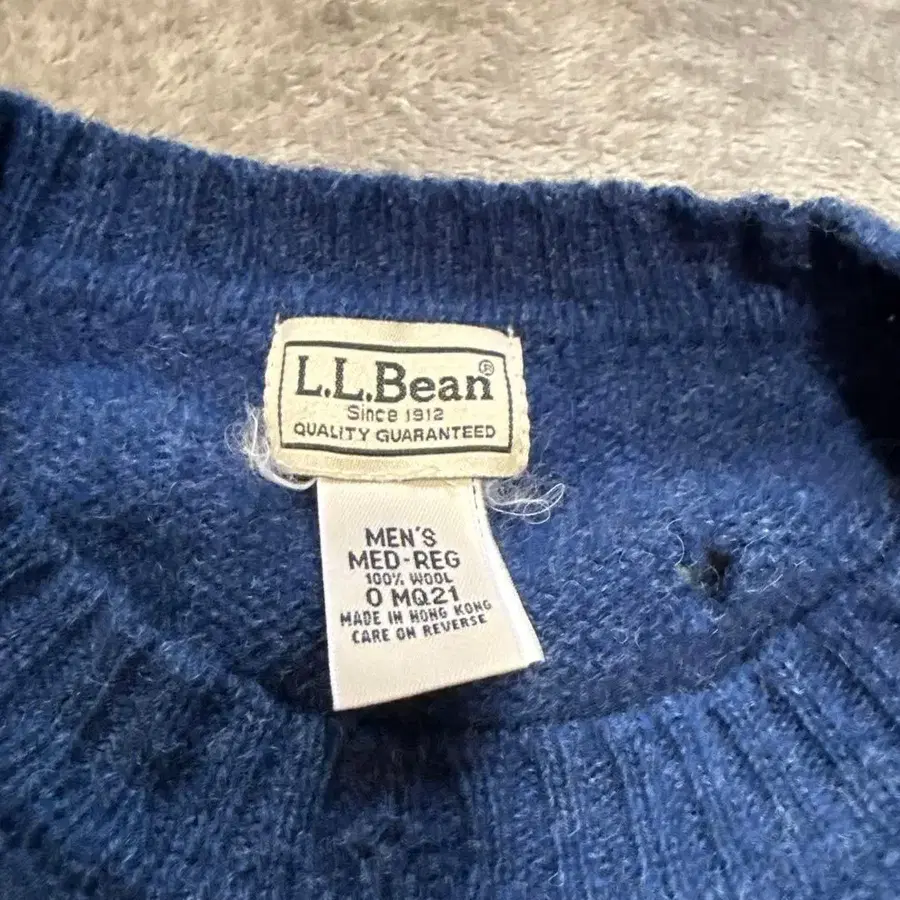 L.L.Bean®
Since 1912
QUALITY GUARANTEED
MEN'S
MED-REG
100% WOOL
0 MQ21
MADE IN HONG KONG
CARE ON REVERSE